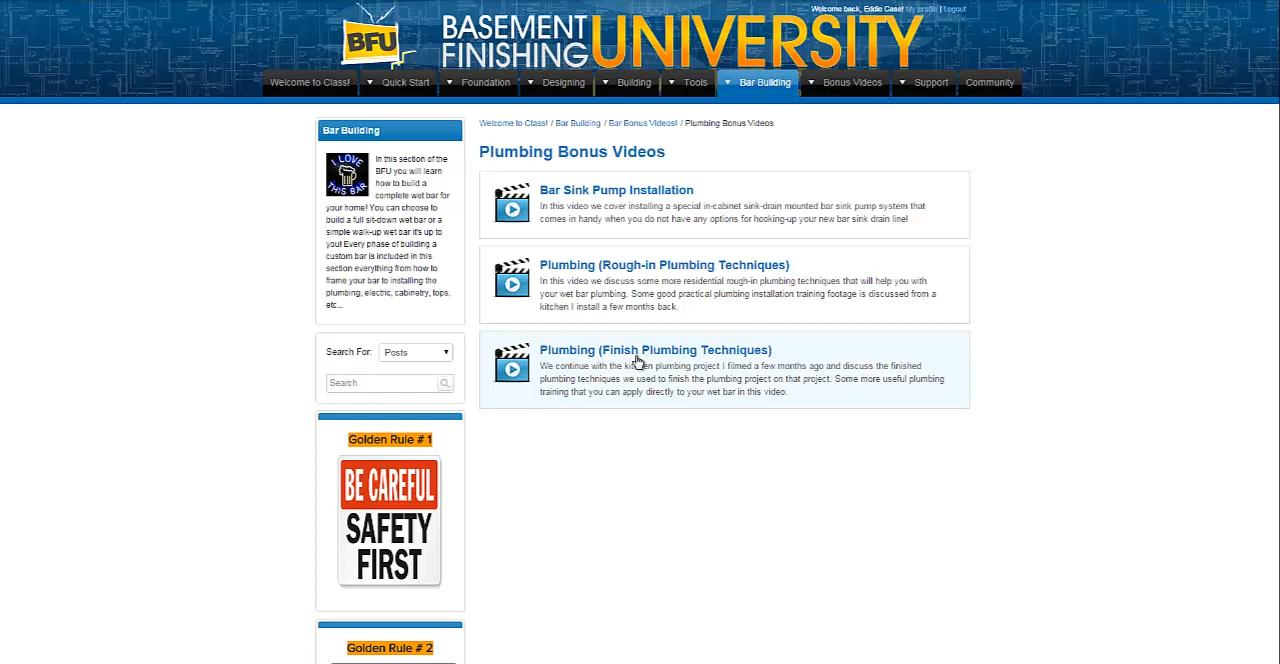 Welcome back, Eddie Case! My profile | Logout
BFU
BASEMENT
FINISHING
UNIVERSITY
Welcome to Class! Quick Start Foundation Designing Building Tools Bar Building Bonus Videos Support Community
Bar Building
I LOVE
THIS BAR
In this section of the
BFU you will learn
how to build a
complete wet bar for
your home! You can choose to
build a full sit-down wet bar or a
simple walk-up wet bar it's up to
you! Every phase of building a
custom bar is included in this
section everything from how to
frame your bar to installing the
plumbing, electric, cabinetry, tops,
etc...
Search For: Posts
Search
Golden Rule # 1
BE CAREFUL
SAFETY
FIRST
Golden Rule # 2
Welcome to Class! / Bar Building / Bar Bonus Videos! / Plumbing Bonus Videos
Plumbing Bonus Videos
Bar Sink Pump Installation
In this video we cover installing a special in-cabinet sink-drain mounted bar sink pump system that
comes in handy when you do not have any options for hooking-up your new bar sink drain line!
Plumbing (Rough-in Plumbing Techniques)
In this video we discuss some more residential rough-in plumbing techniques that will help you with
your wet bar plumbing. Some good practical plumbing installation training footage is discussed from a
kitchen I install a few months back.
Plumbing (Finish Plumbing Techniques)
We continue with the kitchen plumbing project I filmed a few months ago and discuss the finished
plumbing techniques we used to finish the plumbing project on that project. Some more useful plumbing
training that you can apply directly to your wet bar in this video.